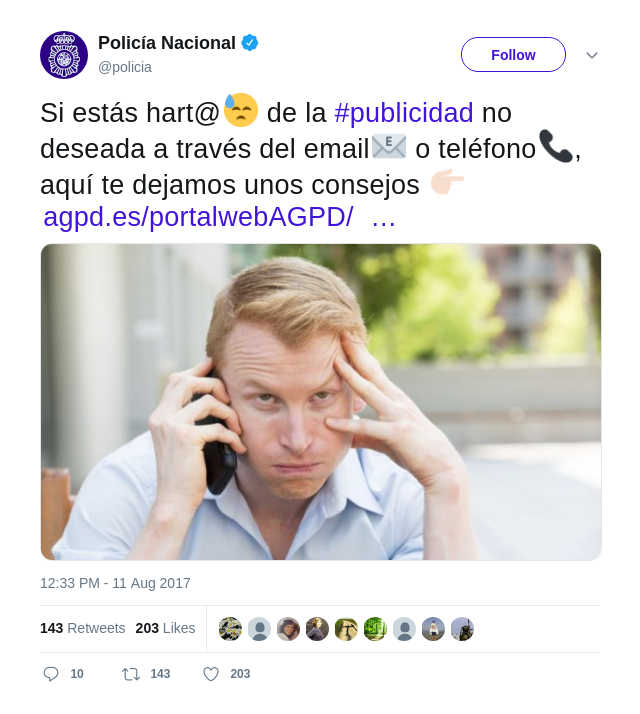 Policía Nacional
@policia
Follow
Si estás hart@😓 de la #publicidad no
deseada a través del email📧 o teléfono📞,
aquí te dejamos unos consejos 👉🏻
agpd.es/portalwebAGPD/ …
12:33 PM - 11 Aug 2017
143 Retweets 203 Likes
10 143 203